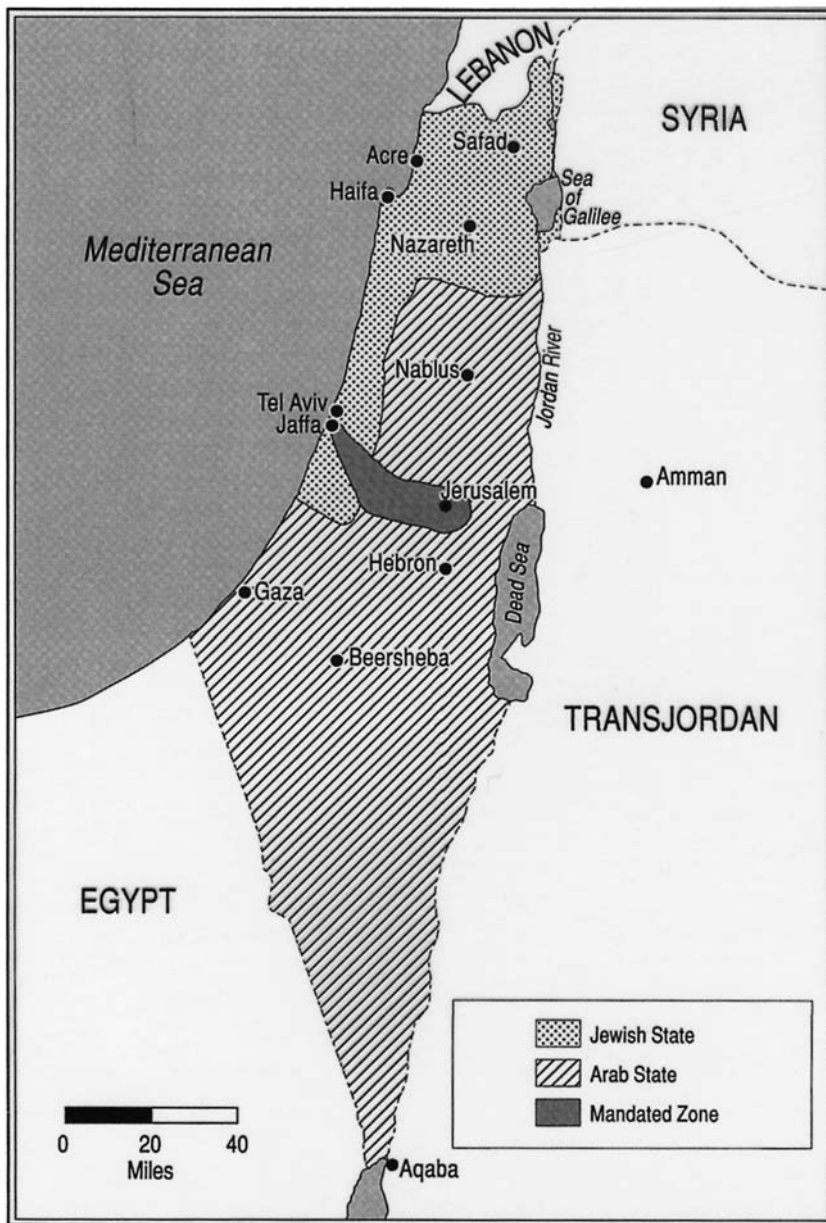 LEBANON
SYRIA
Safad
Acre
Haifa
Sea
of
Galilee
Nazareth
Mediterranean
Sea
Nablus
Jordan River
Tel Aviv
Jaffa
Amman
Jerusalem
Hebron
Dead Sea
Gaza
Beersheba
TRANSJORDAN
EGYPT
Jewish State
Arab State
Mandated Zone
0 20 40
Miles
Aqaba